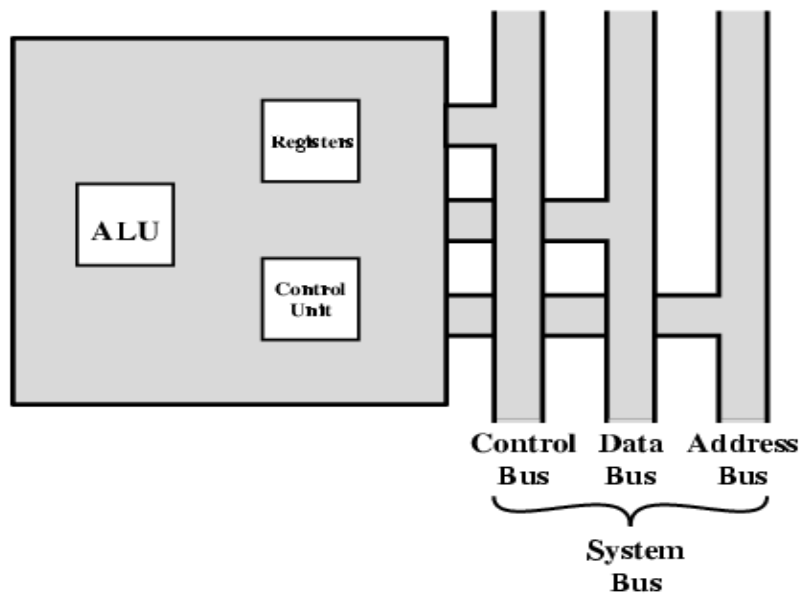 Registers
ALU
Control
Unit
Control Data Address
Bus Bus Bus
System
Bus